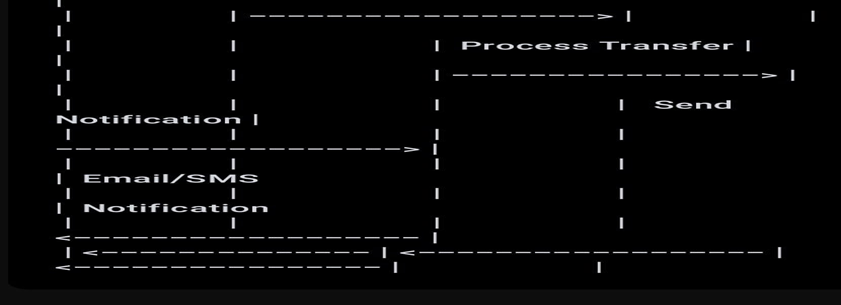 Process Transfer
Send
Notification
Email/SMS
Notification